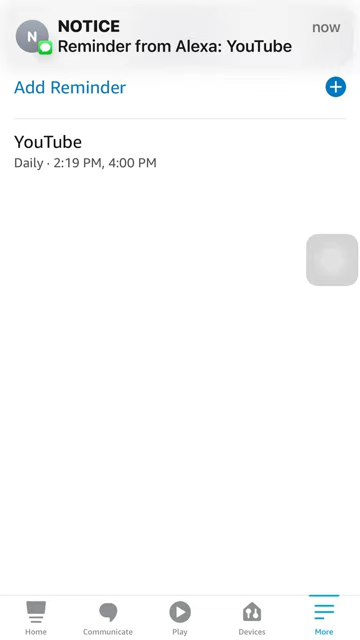 NOTICE
now
N
Reminder from Alexa: YouTube
Add Reminder
YouTube
Daily · 2:19 PM, 4:00 PM
Home
Communicate
Play
Devices
More